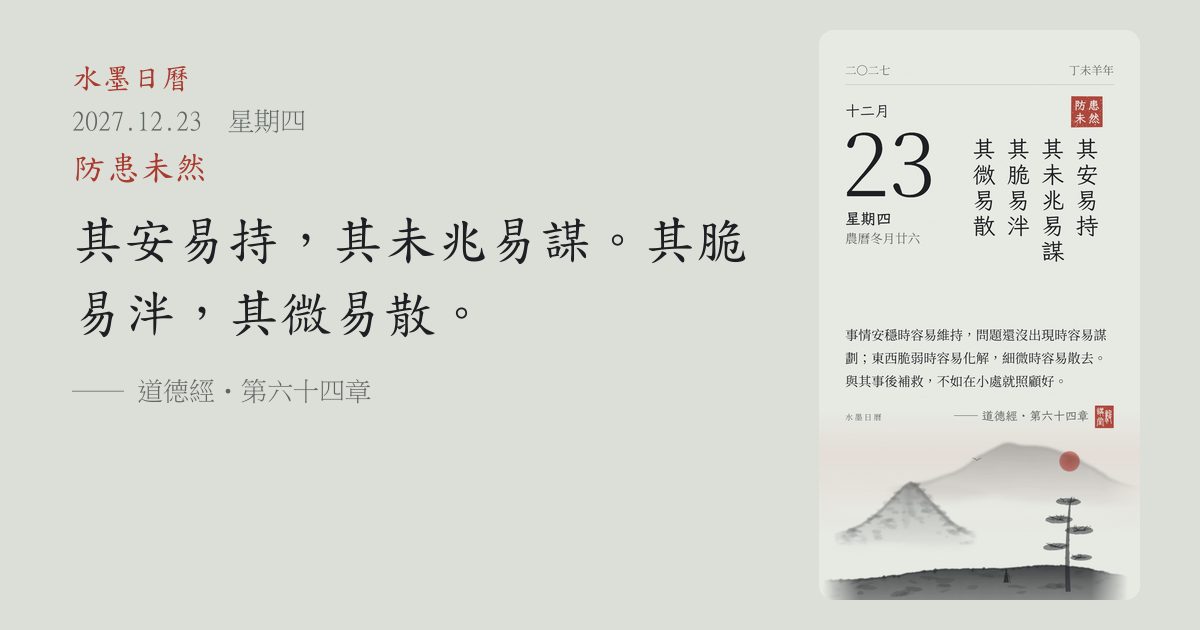 水墨日曆
2027.12.23 星期四
防患未然
其安易持，其未兆易謀。其脆
易泮，其微易散。
—— 道德經・第六十四章
二〇二七
丁未羊年
十二月
23
星期四
農曆冬月廿六
防患
未然
其安易持
其未兆易謀
其脆易泮
其微易散
事情安穩時容易維持，問題還沒出現時容易謀
劃；東西脆弱時容易化解，細微時容易散去。
與其事後補救，不如在小處就照顧好。
水墨日曆
—— 道德經・第六十四章